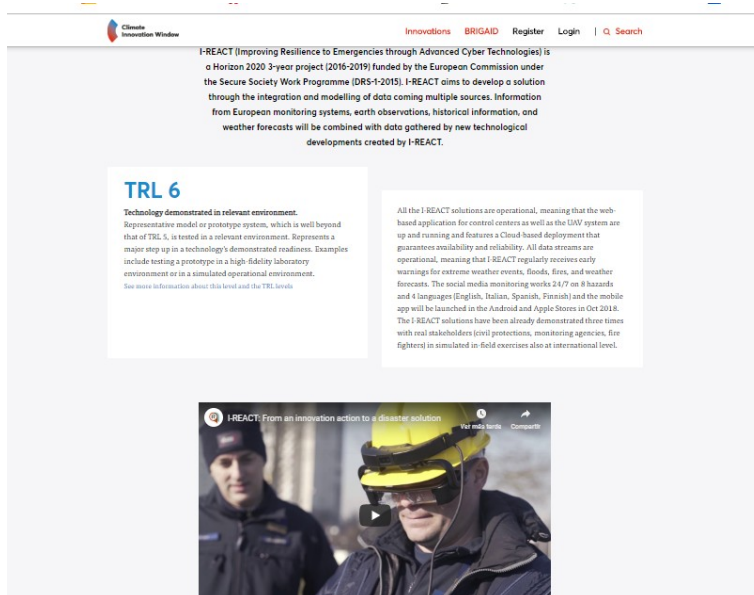 Climate
Innovation Window
Innovations BRIGAID Register Login | Search
I-REACT (Improving Resilience to Emergencies through Advanced Cyber Technologies) is
a Horizon 2020 3-year project (2016-2019) funded by the European Commission under
the Secure Society Work Programme (DRS-1-2015). I-REACT aims to develop a solution
through the integration and modelling of data coming multiple sources. Information
from European monitoring systems, earth observations, historical information, and
weather forecasts will be combined with data gathered by new technological
developments created by I-REACT.
TRL 6
Technology demonstrated in relevant environment.
Representative model or prototype system, which is well beyond
that of TRL 5, is tested in a relevant environment. Represents a
major step up in a technology's demonstrated readiness. Examples
include testing a prototype in a high-fidelity laboratory
environment or in a simulated operational environment.
See more information about this level and the TRL levels
All the I-REACT solutions are operational, meaning that the web-
based application for control centers as well as the UAV system are
up and running and features a Cloud-based deployment that
guarantees availability and reliability. All data streams are
operational, meaning that I-REACT regularly receives early
warnings for extreme weather events, floods, fires, and weather
forecasts. The social media monitoring works 24/7 on 8 hazards
and 4 languages (English, Italian, Spanish, Finnish) and the mobile
app will be launched in the Android and Apple Stores in Oct 2018.
The I-REACT solutions have been already demonstrated three times
with real stakeholders (civil protections, monitoring agencies, fire
fighters) in simulated in-field exercises also at international level.
I-REACT: From an innovation action to a disaster solution
Ver más tarde
Compartir